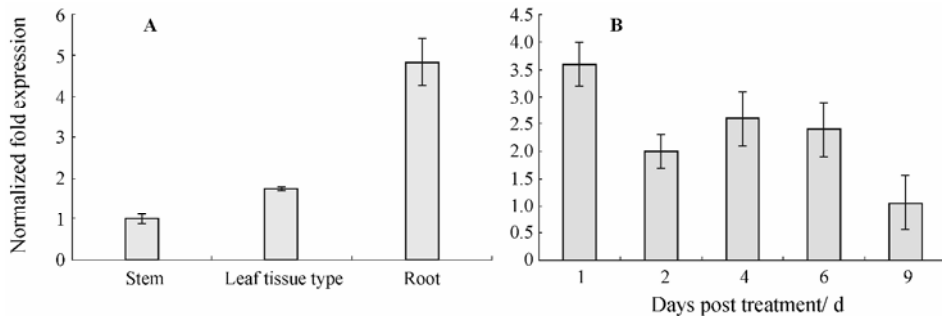 Normalized fold expression
A
6
5
4
3
2
1
0
Stem Leaf tissue type Root
B
4.5
4.0
3.5
3.0
2.5
2.0
1.5
1.0
0.5
0
1 2 4 6 9
Days post treatment/ d